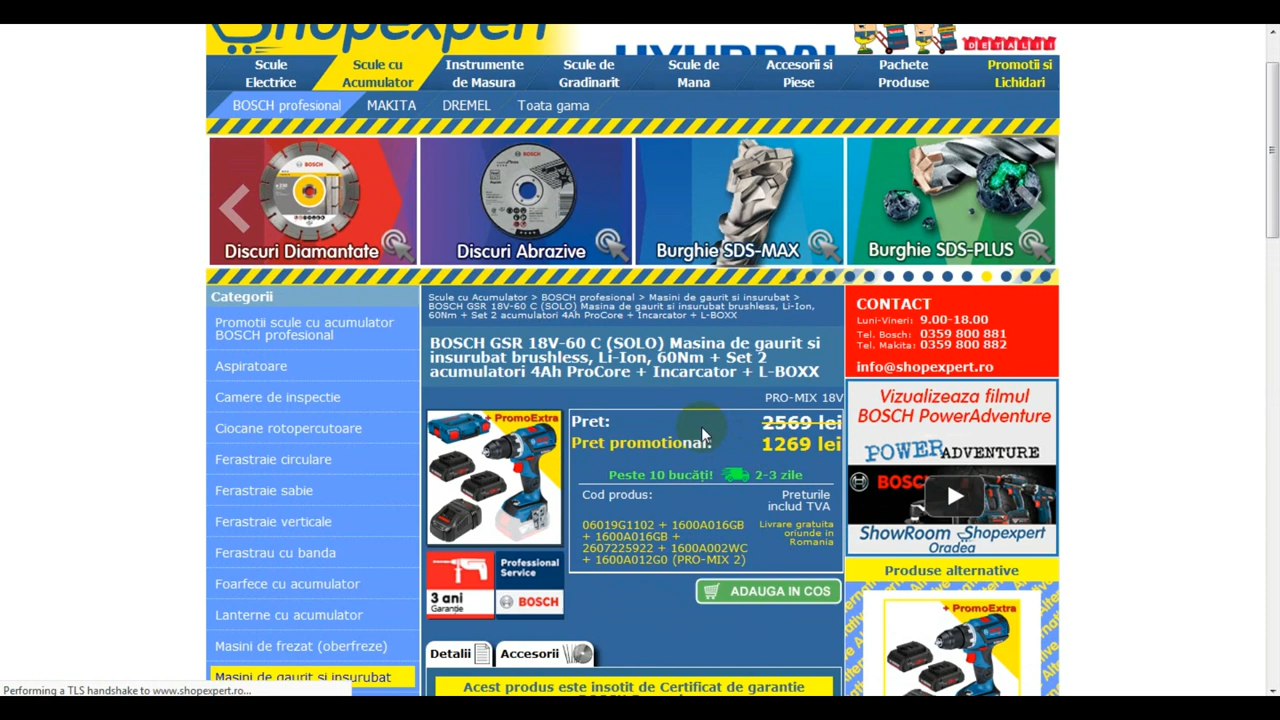 Shopexpert
HYUNDAI
DETALII
Scule
Electrice
Scule cu
Acumulator
Instrumente
de Masura
Scule de
Gradinarit
Scule de
Mana
Accesorii si
Piese
Pachete
Produse
Promotii si
Lichidari
BOSCH profesional
MAKITA
DREMEL
Toata gama
BOSCH
BOSCH
Discuri Diamantate
Discuri Abrazive
Burghie SDS-MAX
Burghie SDS-PLUS
Categorii
Promotii scule cu acumulator
BOSCH profesional
Aspiratoare
Camere de inspectie
Ciocane rotopercutoare
Ferastraie circulare
Ferastraie sabie
Ferastraie verticale
Ferastrau cu banda
Foarfece cu acumulator
Lanterne cu acumulator
Masini de frezat (oberfreze)
Masini de gaurit si insurubat
Scule cu Acumulator > BOSCH profesional > Masini de gaurit si insurubat >
BOSCH GSR 18V-60 C (SOLO) Masina de gaurit si insurubat brushless, Li-Ion,
60Nm + Set 2 acumulatori 4Ah ProCore + Incarcator + L-BOXX
BOSCH GSR 18V-60 C (SOLO) Masina de gaurit si
insurubat brushless, Li-Ion, 60Nm + Set 2
acumulatori 4Ah ProCore + Incarcator + L-BOXX
PRO-MIX 18V
+ PromoExtra
Pret: 2569 lei
Pret promotional: 1269 lei
Peste 10 bucăți! 2-3 zile
Cod produs:
Preturile
includ TVA
06019G1102 + 1600A016GB
+ 1600A016GB +
2607225922 + 1600A002WC
+ 1600A012G0 (PRO-MIX 2)
Livrare gratuita
oriunde in
Romania
3 ani
Garanție
Professional
Service
BOSCH
ADAUGA IN COS
Detalii
Accesorii
Acest produs este insotit de Certificat de garantie
CONTACT
Luni-Vineri: 9.00-18.00
Tel. Bosch: 0359 800 881
Tel. Makita: 0359 800 882
info@shopexpert.ro
Vizualizeaza filmul
BOSCH PowerAdventure
POWERADVENTURE
BOSC
ShowRoom Shopexpert
Oradea
Produse alternative
+ PromoExtra
Performing a TLS handshake to www.shopexpert.ro...